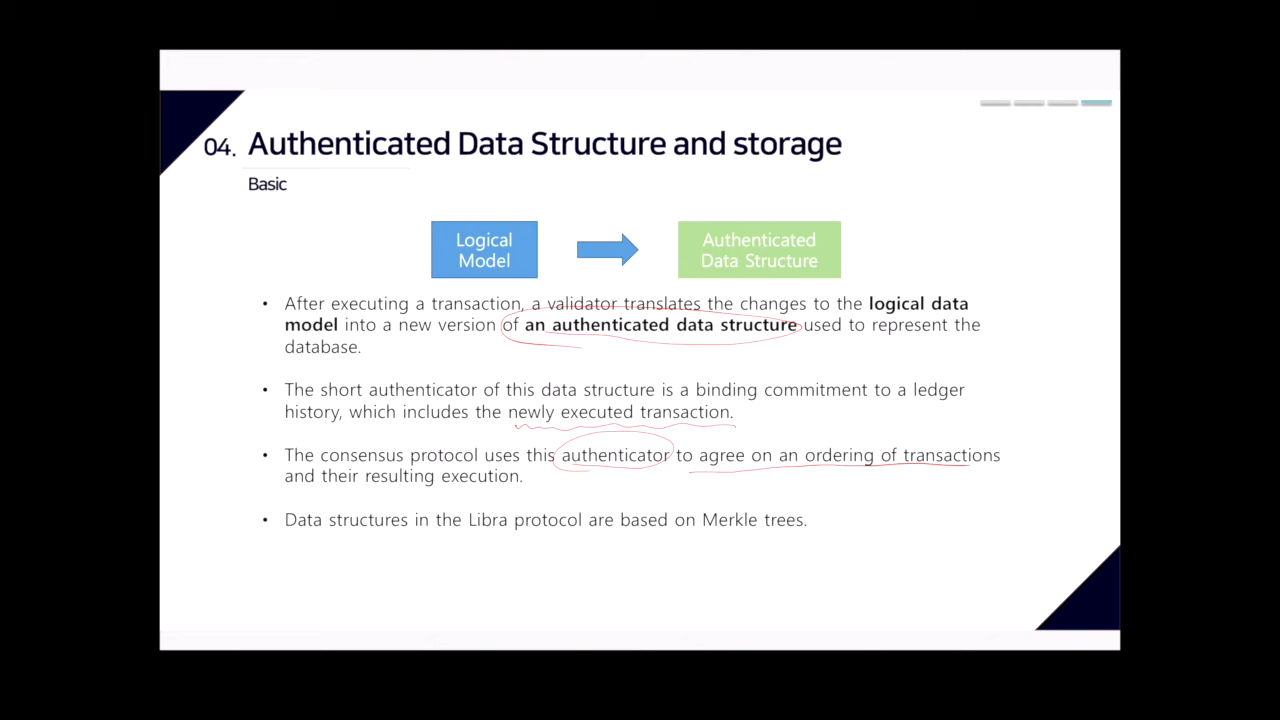 04. Authenticated Data Structure and storage
Basic
Logical
Model
Authenticated
Data Structure
• After executing a transaction, a validator translates the changes to the logical data
model into a new version of an authenticated data structure used to represent the
database.
• The short authenticator of this data structure is a binding commitment to a ledger
history, which includes the newly executed transaction.
• The consensus protocol uses this authenticator to agree on an ordering of transactions
and their resulting execution.
• Data structures in the Libra protocol are based on Merkle trees.